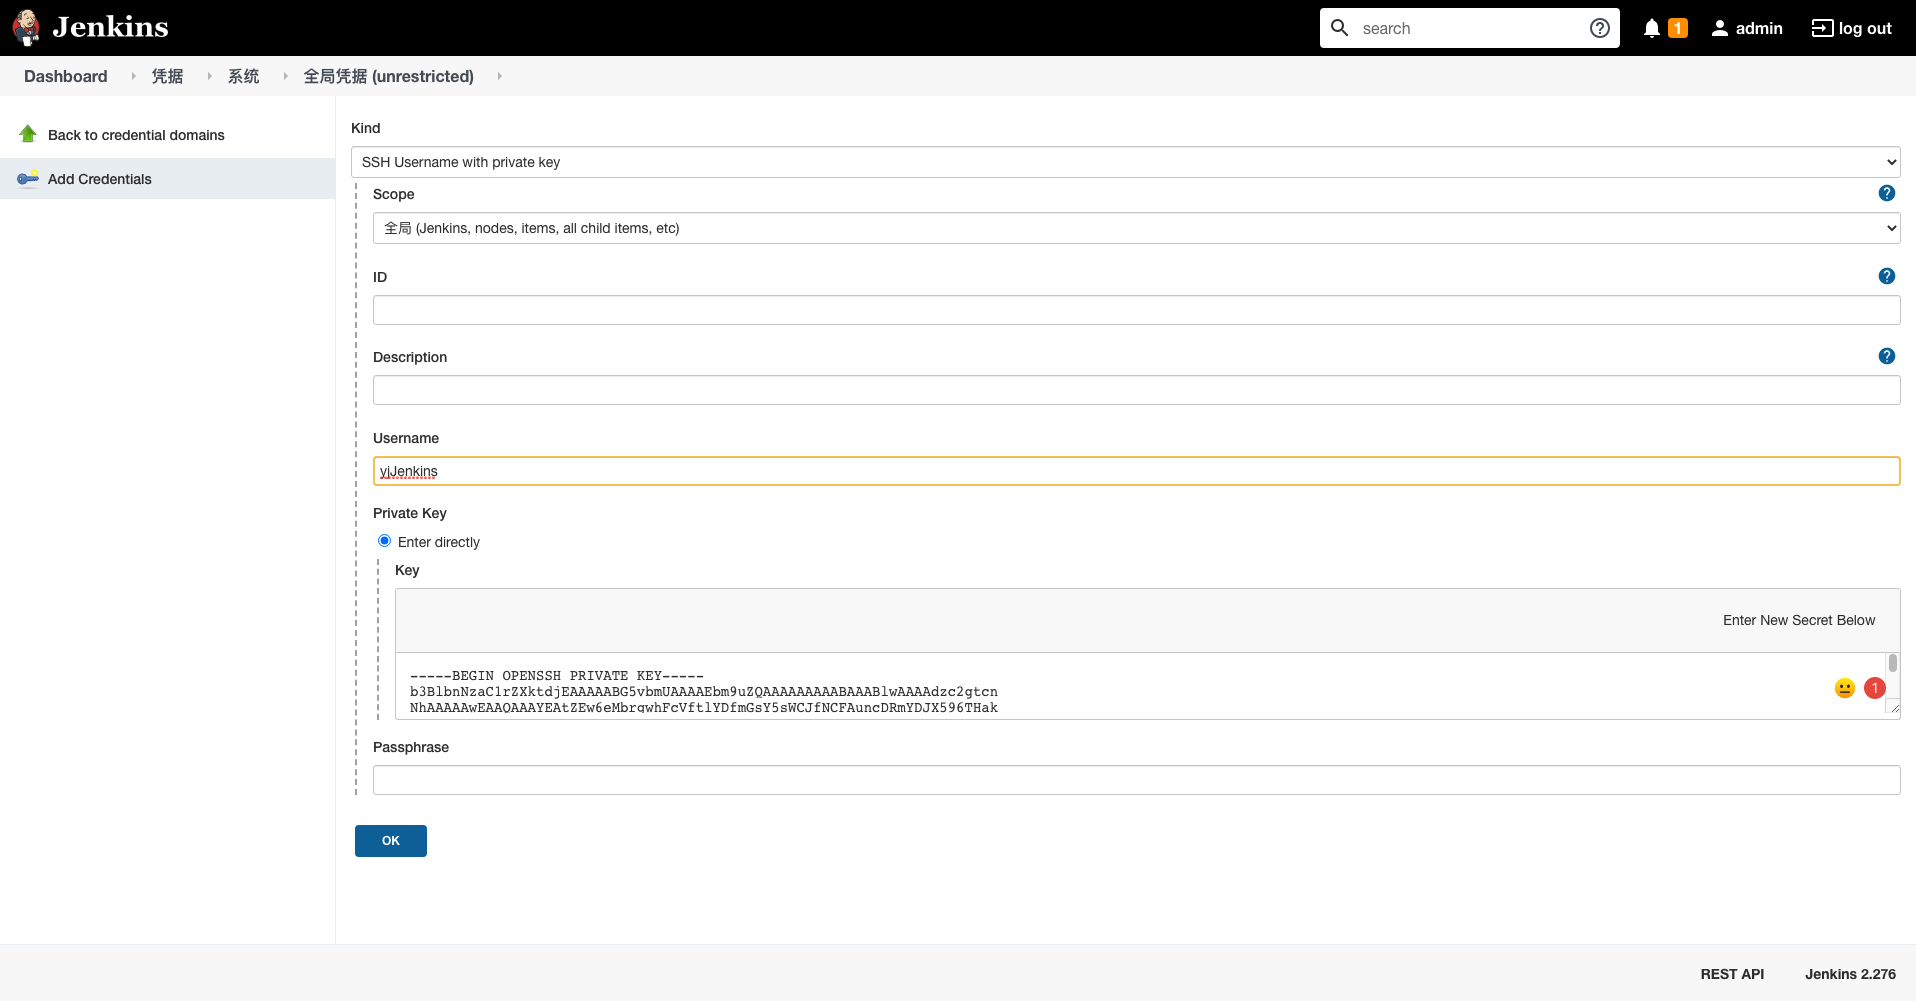 Jenkins
search
1
admin
log out
Dashboard
凭据
系统
全局凭据 (unrestricted)
Back to credential domains
Add Credentials
Kind
SSH Username with private key
Scope
全局 (Jenkins, nodes, items, all child items, etc)
ID
Description
Username
yjJenkins
Private Key
Enter directly
Key
Enter New Secret Below
-----BEGIN OPENSSH PRIVATE KEY-----
b3BlbnNzaC1rZXktdjEAAAAABG5vbmUAAAAEbm9uZQAAAAAAAAABAAABlwAAAAdzc2gtcn
NhAAAAAwEAAQAAAYEAtZEw6eMbrqwhFcVftlYDfmGsY5sWCJfNCFAuncDRmYDJX596THak
1
Passphrase
OK
REST API
Jenkins 2.276